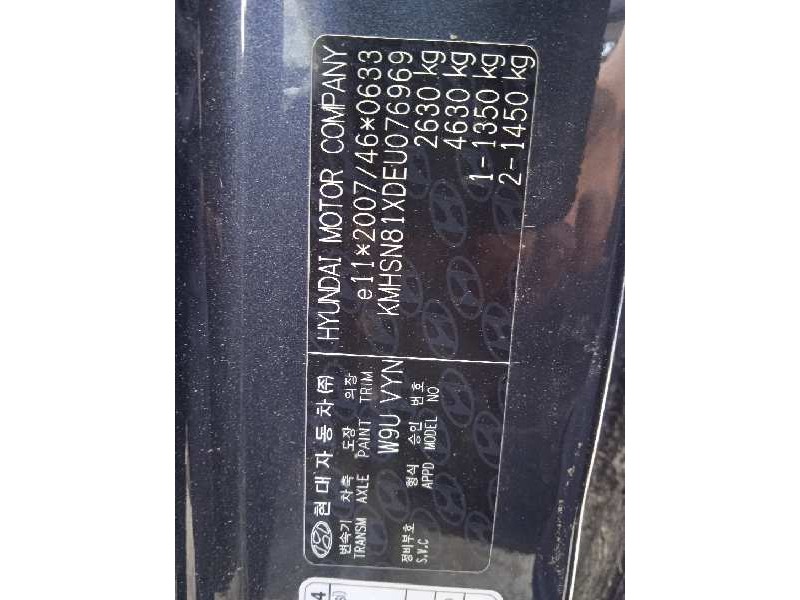 현대자동차(주) HYUNDAI MOTOR COMPANY
변속기 차축 도장 의장
TRANSM AXLE PAINT TRIM
e11*2007/46*0633
W9U VYN
KMHSN81XDEU076969
정비부호 형식 승인 번호
S.V.C APPD MODEL NO
2630 kg
4630 kg
1-1350 kg
2-1450 kg